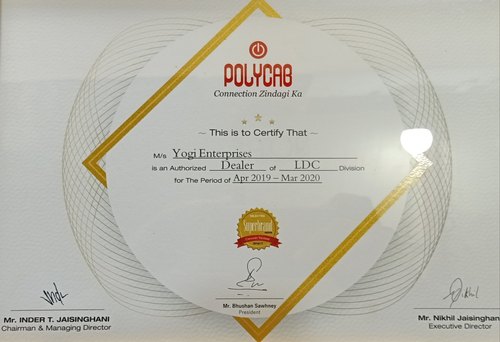 POLYCAB
Connection Zindagi Ka
~ This is to Certify That ~
M/s Yogi Enterprises
is an Authorized Dealer of LDC Division
for The Period of Apr 2019 – Mar 2020
Superbrand
Mr. Bhushan Sawhney
President
Mr. INDER T. JAISINGHANI
Chairman & Managing Director
Mr. Nikhil Jaisinghani
Executive Director